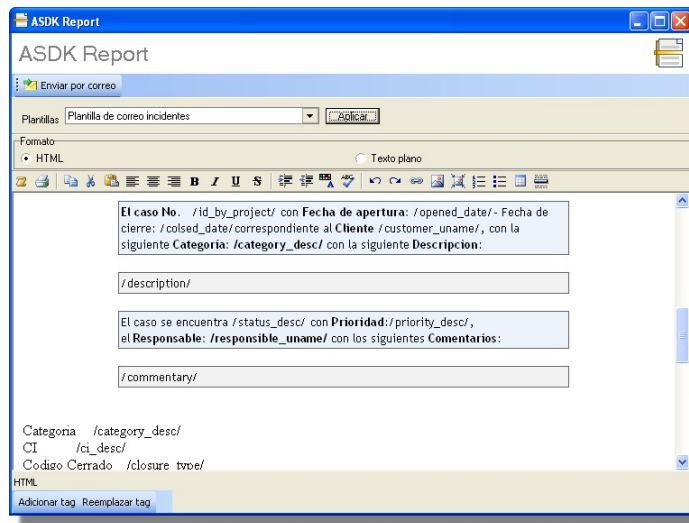 ASDK Report
ASDK Report
Enviar por correo
Plantillas Plantilla de correo incidentes Aplicar
Formato
HTML Texto plano
B I U S ABC
El caso No. /id_by_project/ con Fecha de apertura: /opened_date/ - Fecha de
cierre: /colsed_date/ correspondiente al Cliente /customer_uname/, con la
siguiente Categoria: /category_desc/ con la siguiente Descripcion:
/description/
El caso se encuentra /status_desc/ con Prioridad:/priority_desc/,
el Responsable: /responsible_uname/ con los siguientes Comentarios:
/commentary/
Categoria /category_desc/
CI /ci_desc/
Codigo Cerrado /closure_type/
HTML
Adicionar tag Reemplazar tag